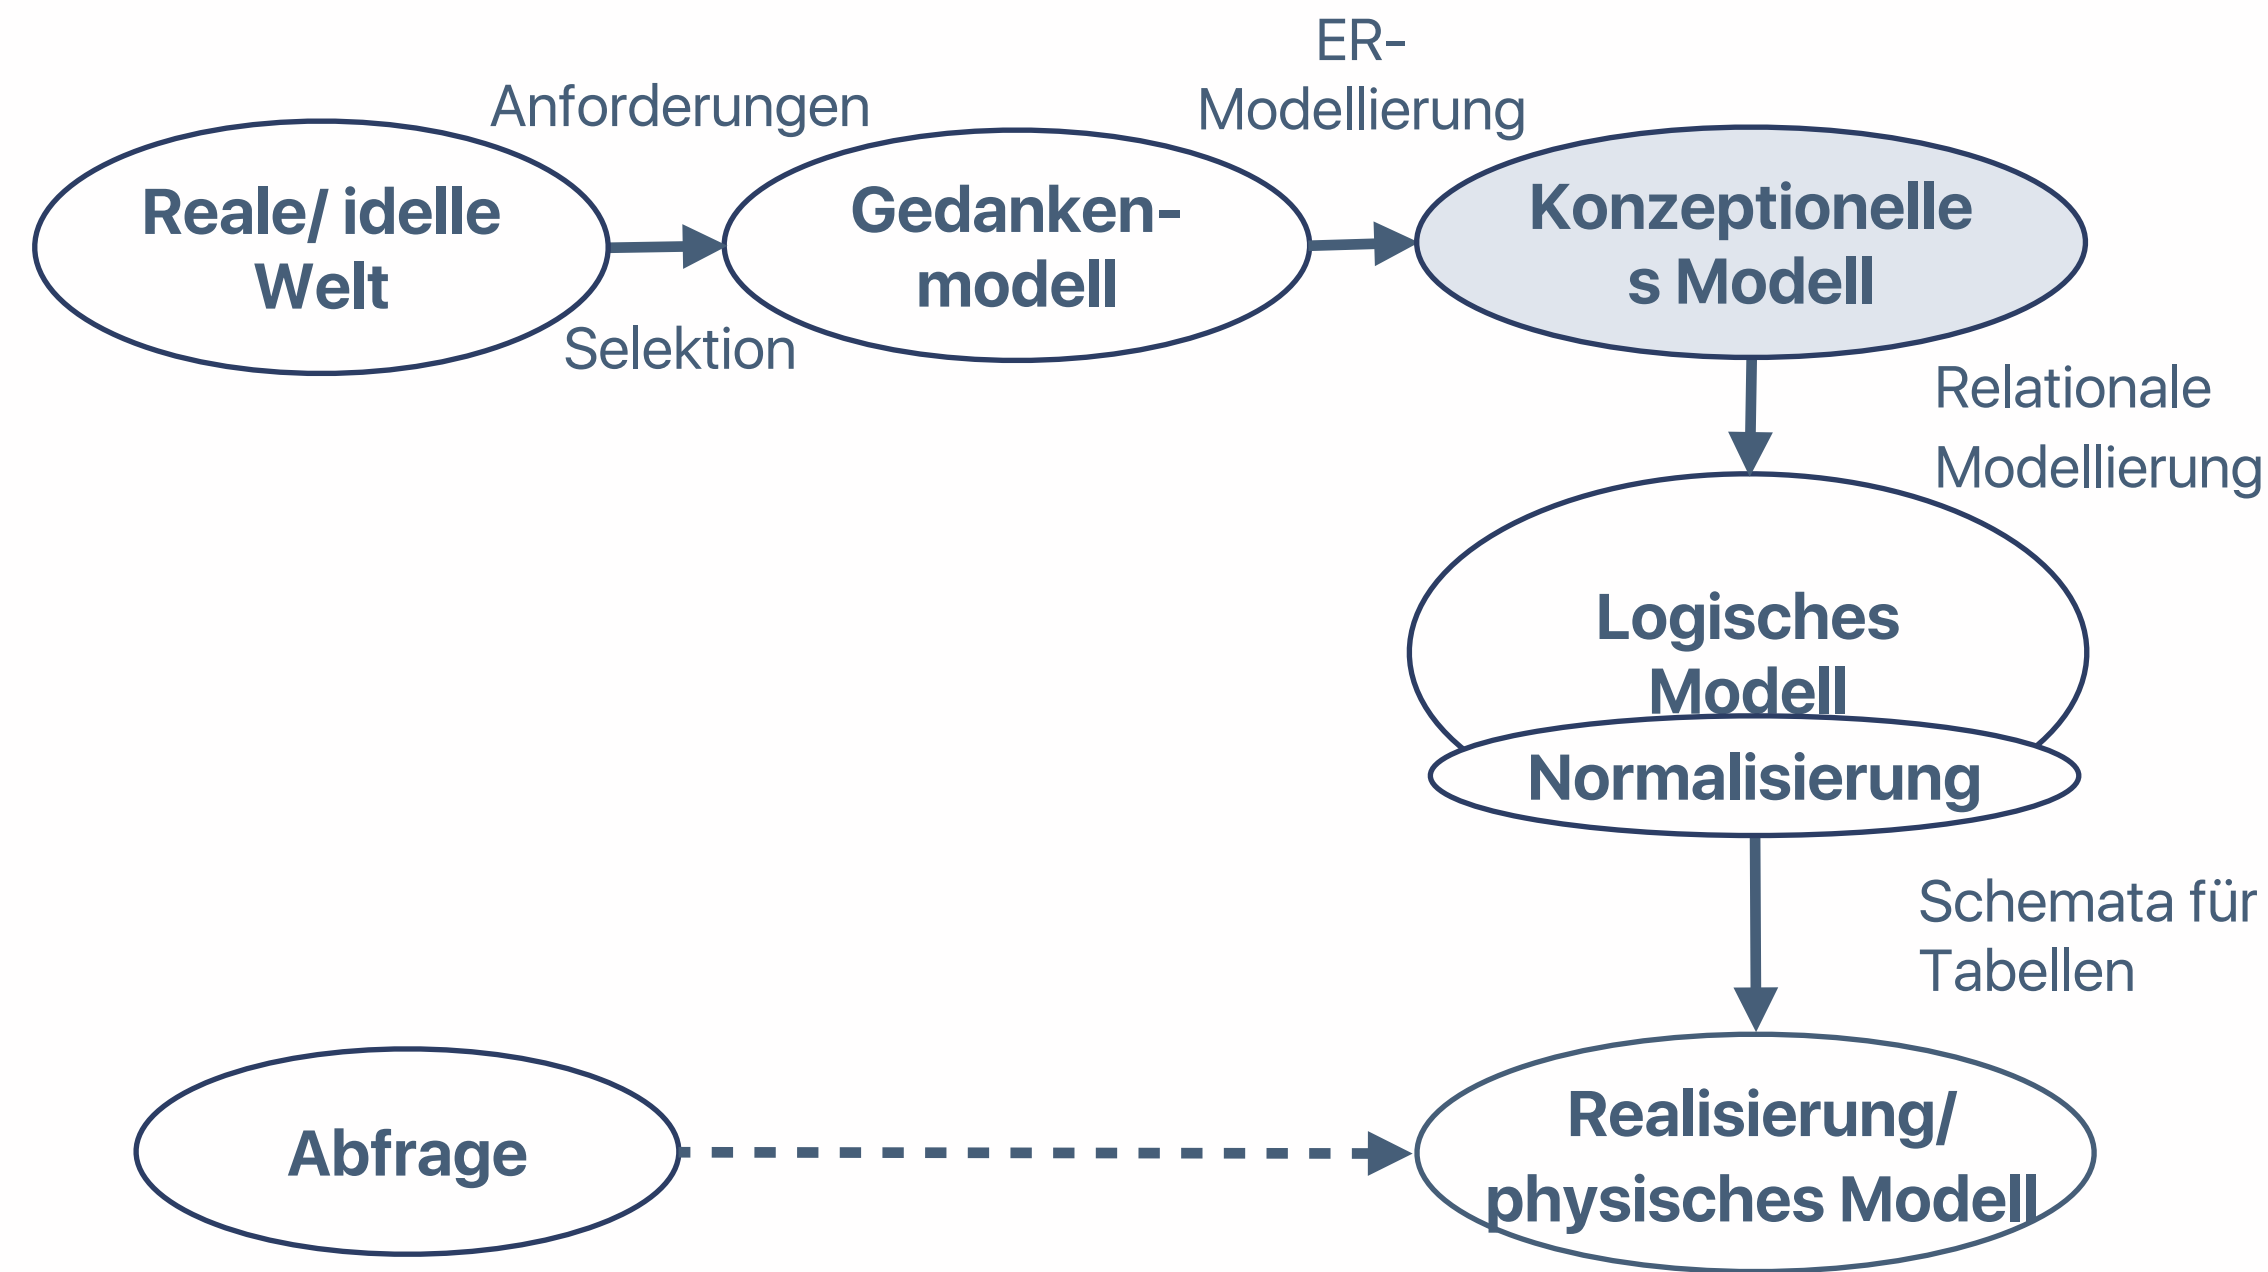 Anforderungen
ER-
Modellierung
Reale/ idelle
Welt
Gedanken-
modell
Konzeptionelle
s Modell
Selektion
Relationale
Modellierung
Logisches
Modell
Normalisierung
Schemata für
Tabellen
Abfrage
Realisierung/
physisches Modell